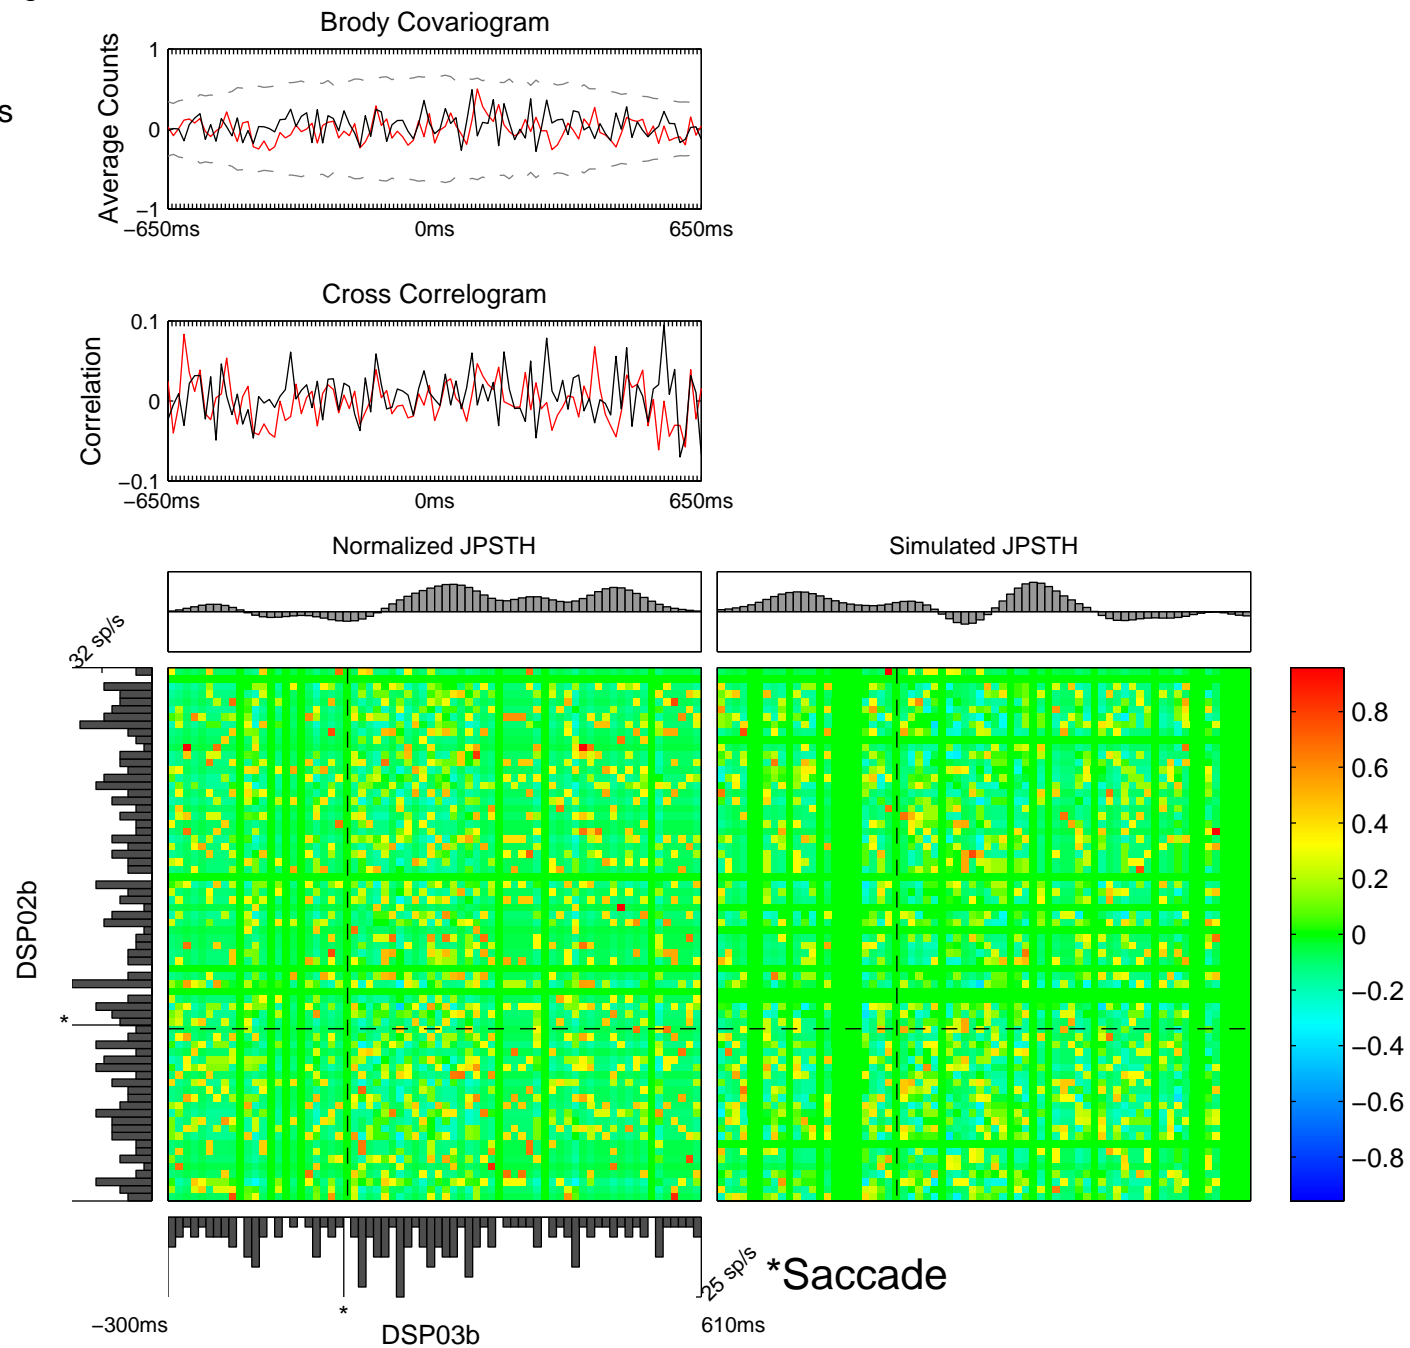 g
Brody Covariogram
s
Average Counts
1
0
−1
−650ms
0ms
650ms
Cross Correlogram
Correlation
0.1
0
−0.1
−650ms
0ms
650ms
Normalized JPSTH
Simulated JPSTH
32 sp/s
DSP02b
*
0.8
0.6
0.4
0.2
0
−0.2
−0.4
−0.6
−0.8
25 sp/s
*Saccade
*
−300ms
DSP03b
610ms